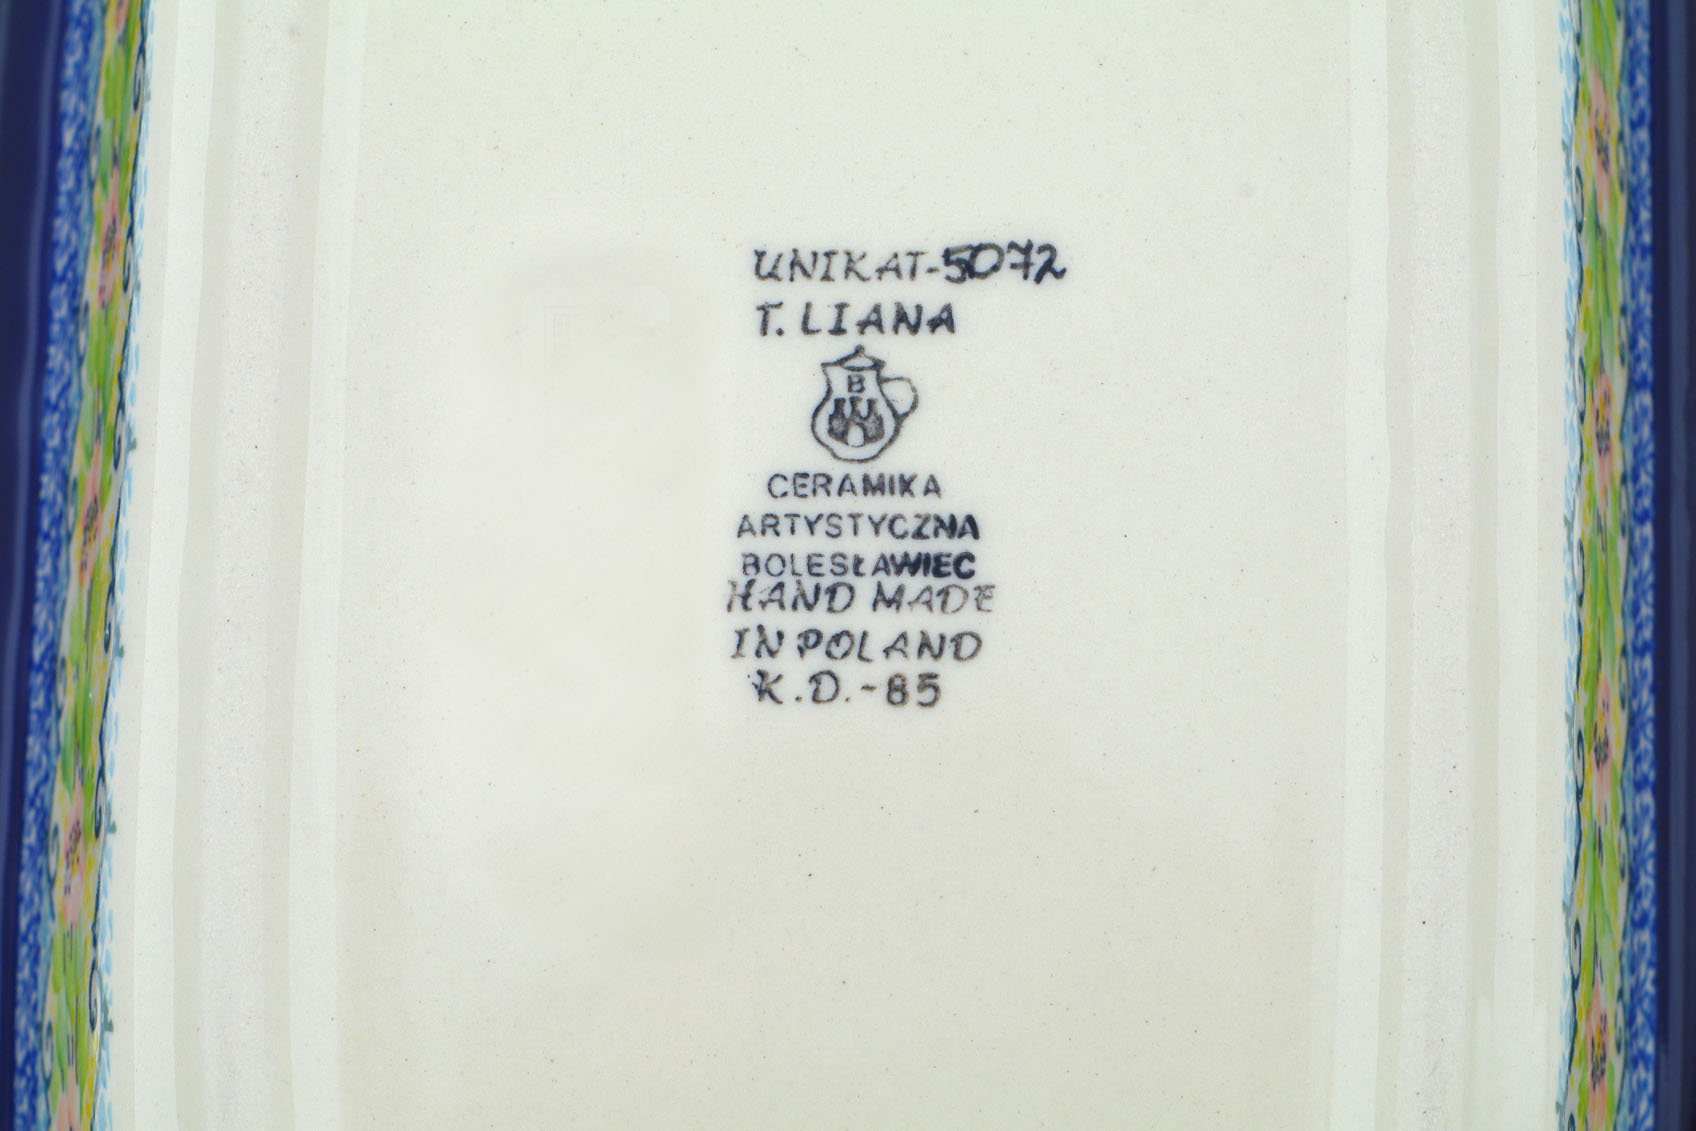 UNIKAT-5072
T. LIANA
B
CERAMIKA
ARTYSTYCZNA
BOLESŁAWIEC
HAND MADE
IN POLAND
K.D.-85